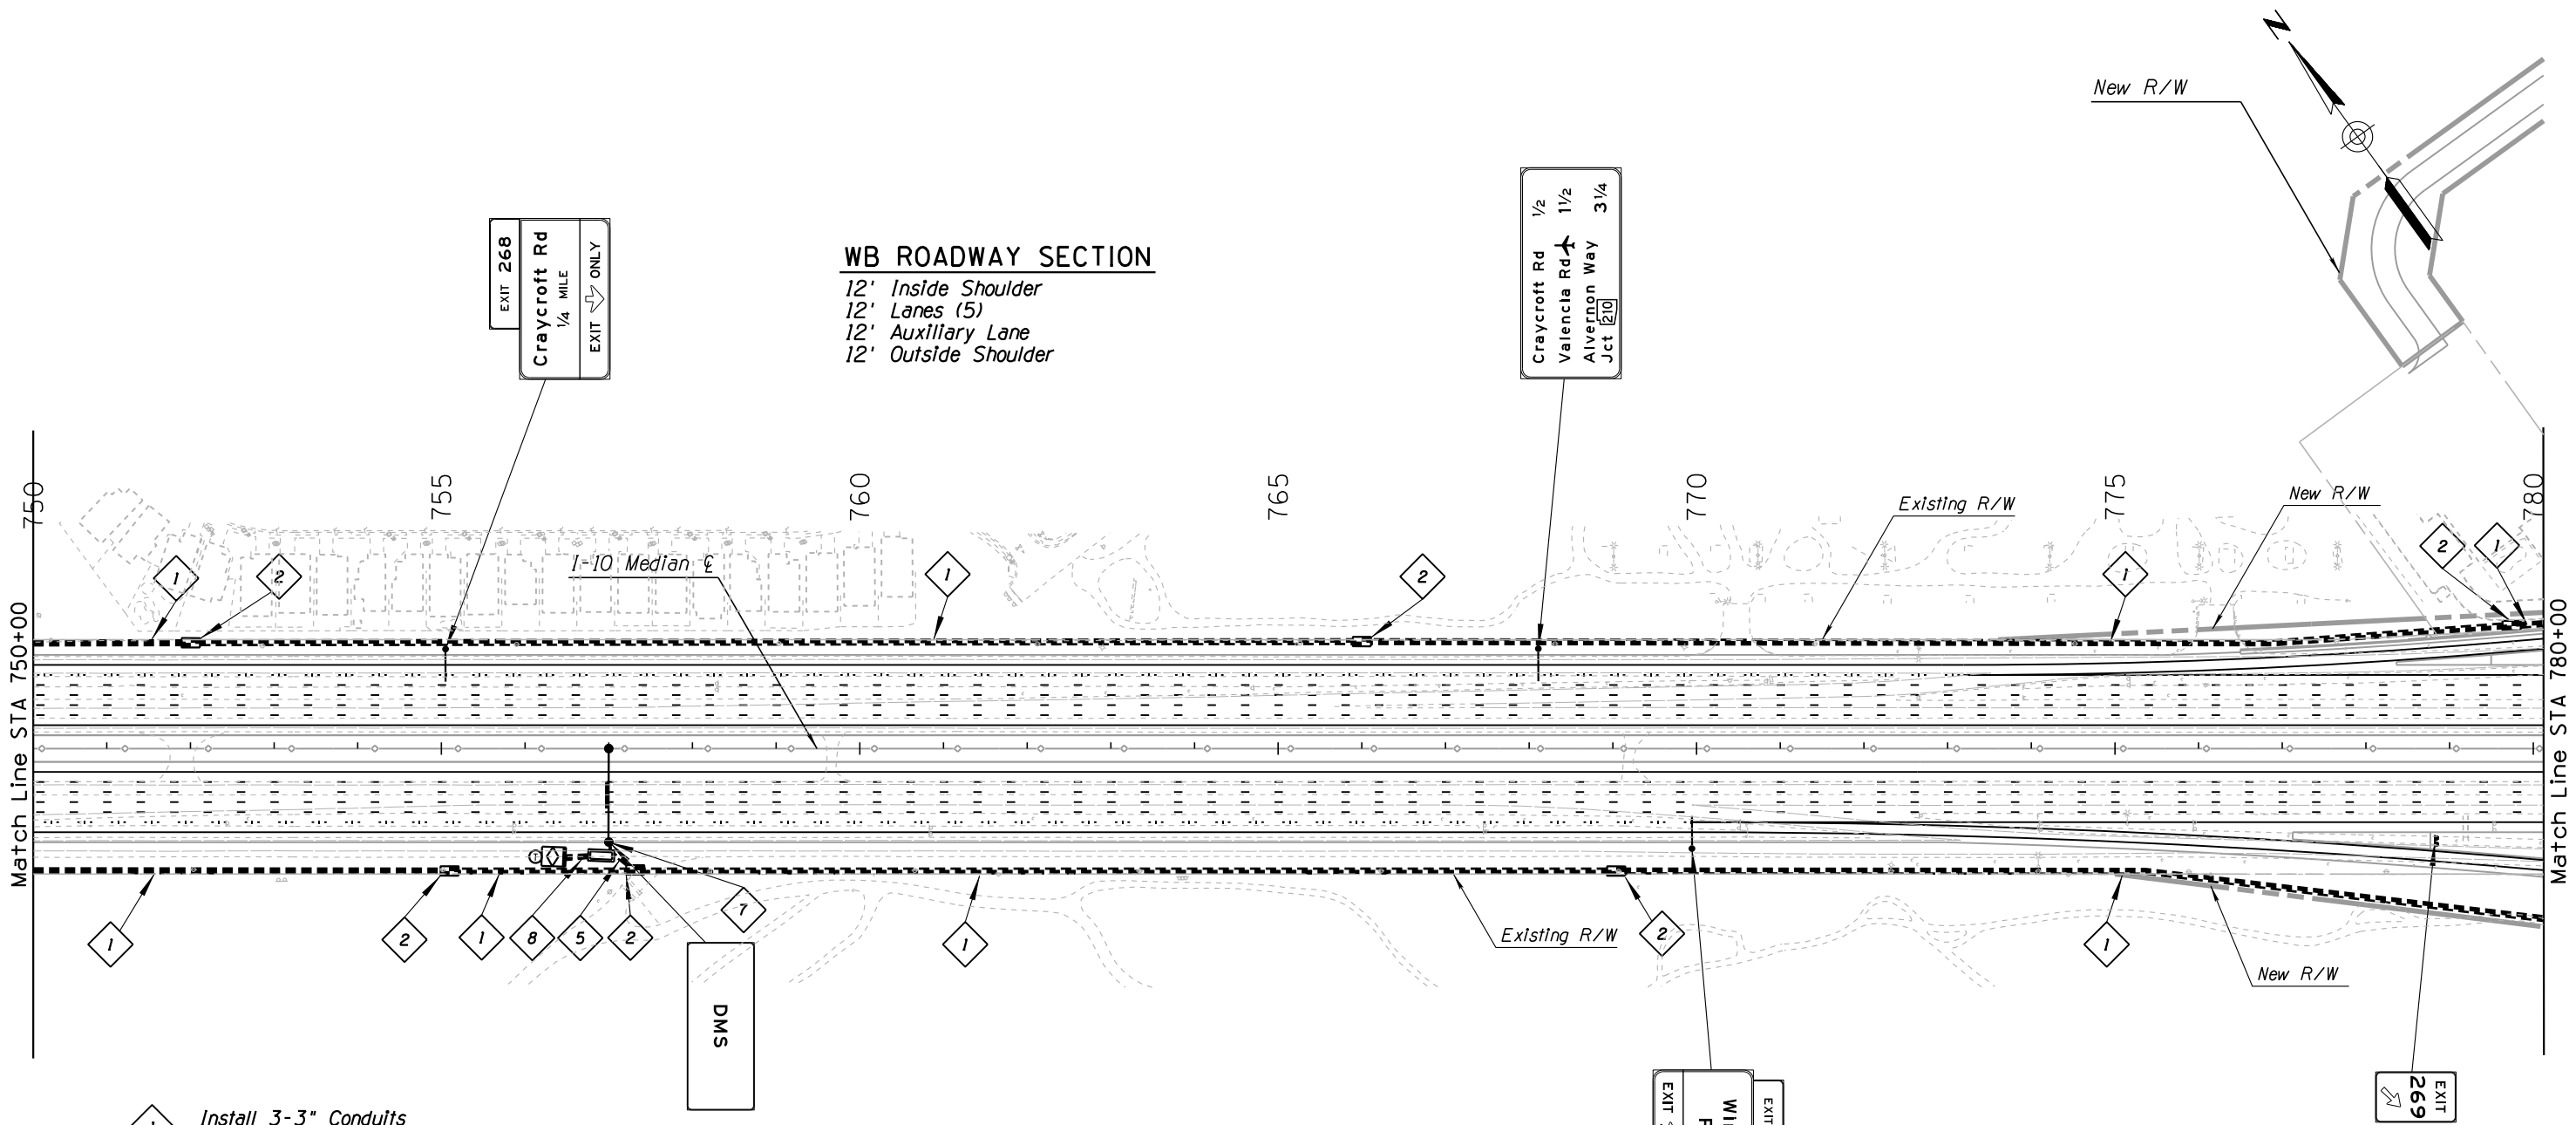 N
New R/W
EXIT 268
Craycroft Rd
¼ MILE
EXIT ONLY
WB ROADWAY SECTION
12' Inside Shoulder
12' Lanes (5)
12' Auxiliary Lane
12' Outside Shoulder
Craycroft Rd ½
Valencia Rd 1½
Alvernon Way 3¼
Jct 210
750
755
760
765
770
775
780
Existing R/W
New R/W
I-10 Median ℄
1
2
1
2
1
2
1
Match Line STA 750+00
Match Line STA 780+00
1
2
1
8
5
2
7
1
Existing R/W
2
1
New R/W
DMS
EXIT
EXIT
EXIT
269
Install 3-3" Conduits